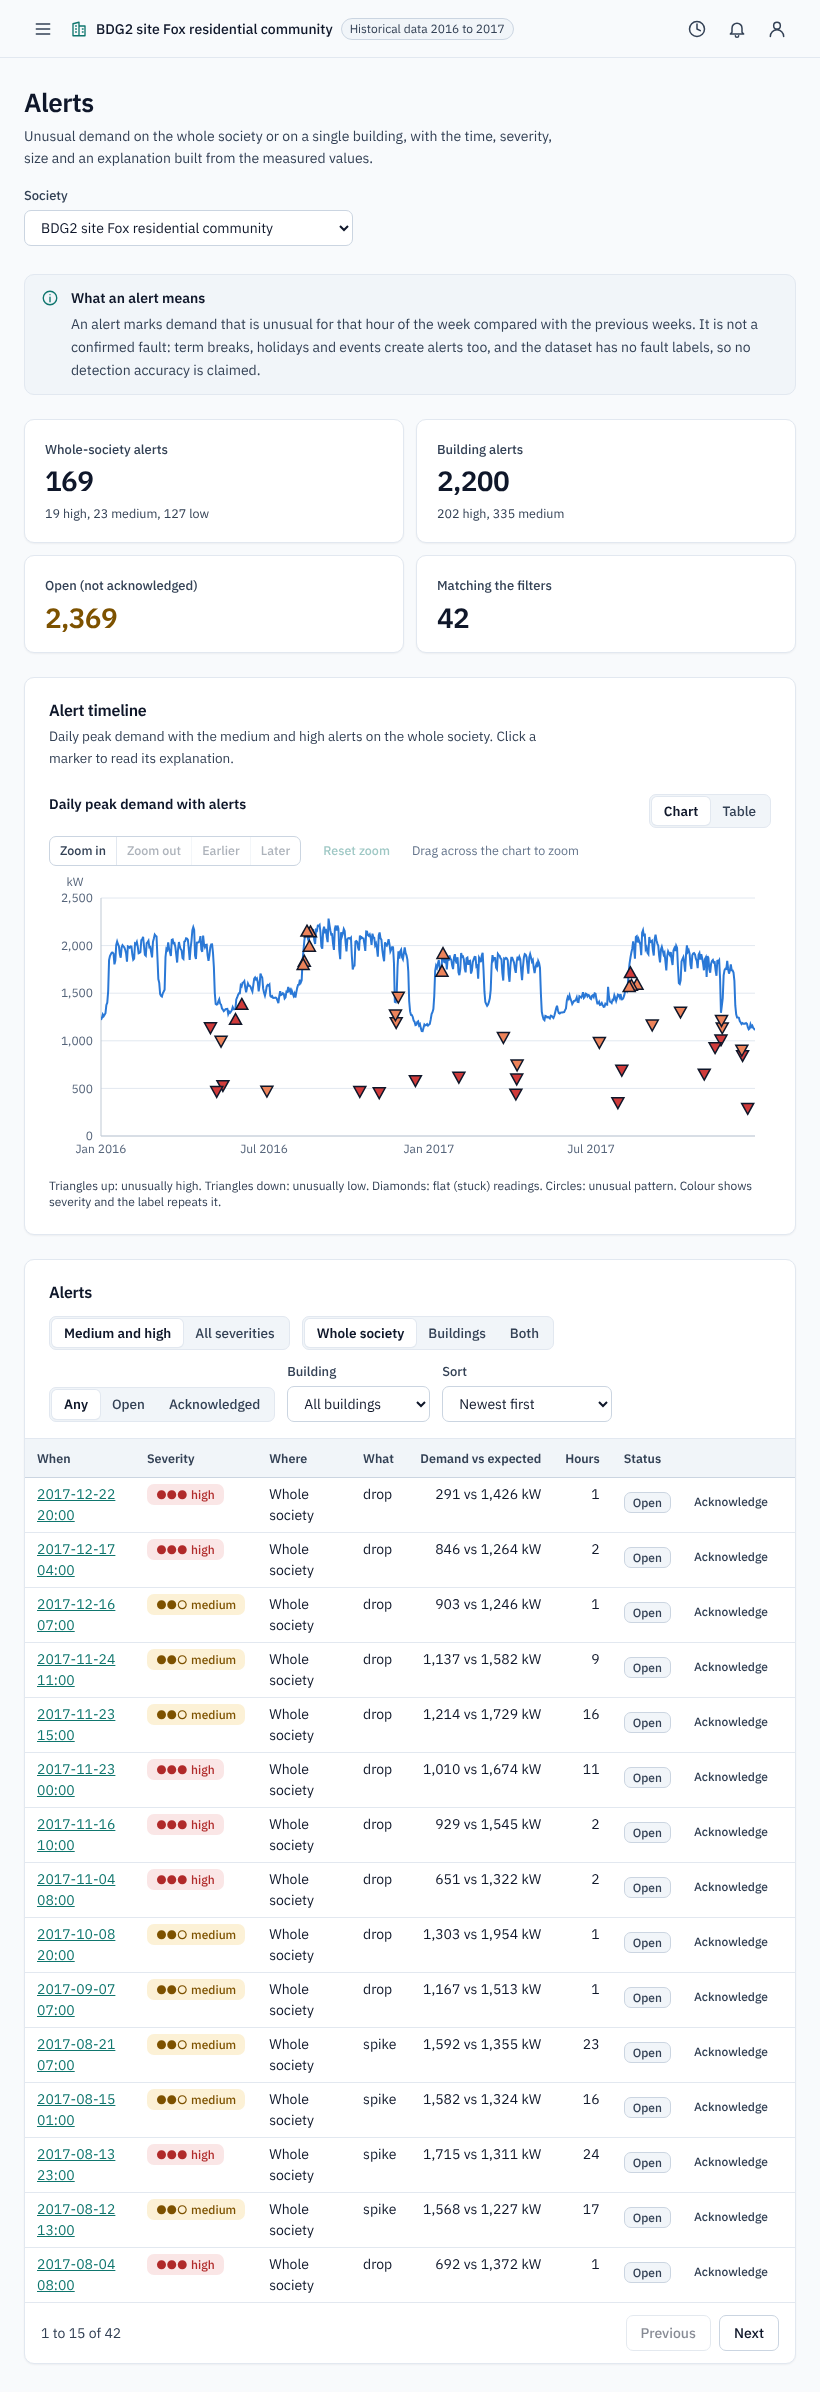 BDG2 site Fox residential community Historical data 2016 to 2017
Alerts
Unusual demand on the whole society or on a single building, with the time, severity,
size and an explanation built from the measured values.
Society
BDG2 site Fox residential community
What an alert means
An alert marks demand that is unusual for that hour of the week compared with the previous weeks. It is not a
confirmed fault: term breaks, holidays and events create alerts too, and the dataset has no fault labels, so no
detection accuracy is claimed.
Whole-society alerts
169
19 high, 23 medium, 127 low
Building alerts
2,200
202 high, 335 medium
Open (not acknowledged)
2,369
Matching the filters
42
Alert timeline
Daily peak demand with the medium and high alerts on the whole society. Click a
marker to read its explanation.
Daily peak demand with alerts
Chart Table
Zoom in Zoom out Earlier Later Reset zoom Drag across the chart to zoom
kW
2,500
2,000
1,500
1,000
500
0
Jan 2016 Jul 2016 Jan 2017 Jul 2017
Triangles up: unusually high. Triangles down: unusually low. Diamonds: flat (stuck) readings. Circles: unusual pattern. Colour shows
severity and the label repeats it.
Alerts
Medium and high All severities Whole society Buildings Both
Building Sort
Any Open Acknowledged All buildings Newest first
When Severity Where What Demand vs expected Hours Status
2017-12-22 high Whole drop 291 vs 1,426 kW 1 Open Acknowledge
20:00 society
2017-12-17 high Whole drop 846 vs 1,264 kW 2 Open Acknowledge
04:00 society
2017-12-16 medium Whole drop 903 vs 1,246 kW 1 Open Acknowledge
07:00 society
2017-11-24 medium Whole drop 1,137 vs 1,582 kW 9 Open Acknowledge
11:00 society
2017-11-23 medium Whole drop 1,214 vs 1,729 kW 16 Open Acknowledge
15:00 society
2017-11-23 high Whole drop 1,010 vs 1,674 kW 11 Open Acknowledge
00:00 society
2017-11-16 high Whole drop 929 vs 1,545 kW 2 Open Acknowledge
10:00 society
2017-11-04 high Whole drop 651 vs 1,322 kW 2 Open Acknowledge
08:00 society
2017-10-08 medium Whole drop 1,303 vs 1,954 kW 1 Open Acknowledge
20:00 society
2017-09-07 medium Whole drop 1,167 vs 1,513 kW 1 Open Acknowledge
07:00 society
2017-08-21 medium Whole spike 1,592 vs 1,355 kW 23 Open Acknowledge
07:00 society
2017-08-15 medium Whole spike 1,582 vs 1,324 kW 16 Open Acknowledge
01:00 society
2017-08-13 high Whole spike 1,715 vs 1,311 kW 24 Open Acknowledge
23:00 society
2017-08-12 medium Whole spike 1,568 vs 1,227 kW 17 Open Acknowledge
13:00 society
2017-08-04 high Whole drop 692 vs 1,372 kW 1 Open Acknowledge
08:00 society
1 to 15 of 42 Previous Next